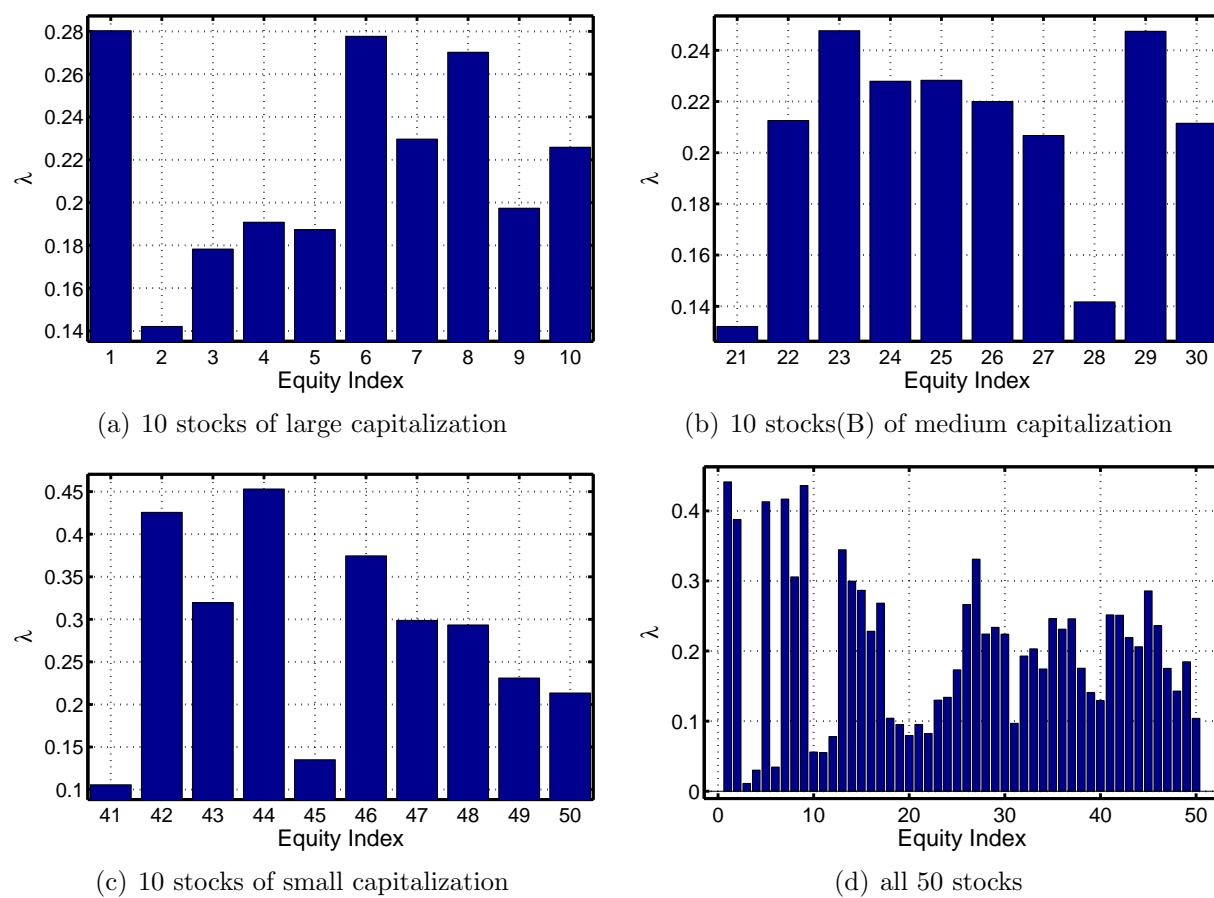 0.28
0.26
0.24
0.22
0.2
0.18
0.16
0.14
λ
1 2 3 4 5 6 7 8 9 10
Equity Index
(a) 10 stocks of large capitalization
0.24
0.22
0.2
0.18
0.16
0.14
λ
21 22 23 24 25 26 27 28 29 30
Equity Index
(b) 10 stocks(B) of medium capitalization
0.45
0.4
0.35
0.3
0.25
0.2
0.15
0.1
λ
41 42 43 44 45 46 47 48 49 50
Equity Index
(c) 10 stocks of small capitalization
0.4
0.3
0.2
0.1
0
λ
0 10 20 30 40 50
Equity Index
(d) all 50 stocks